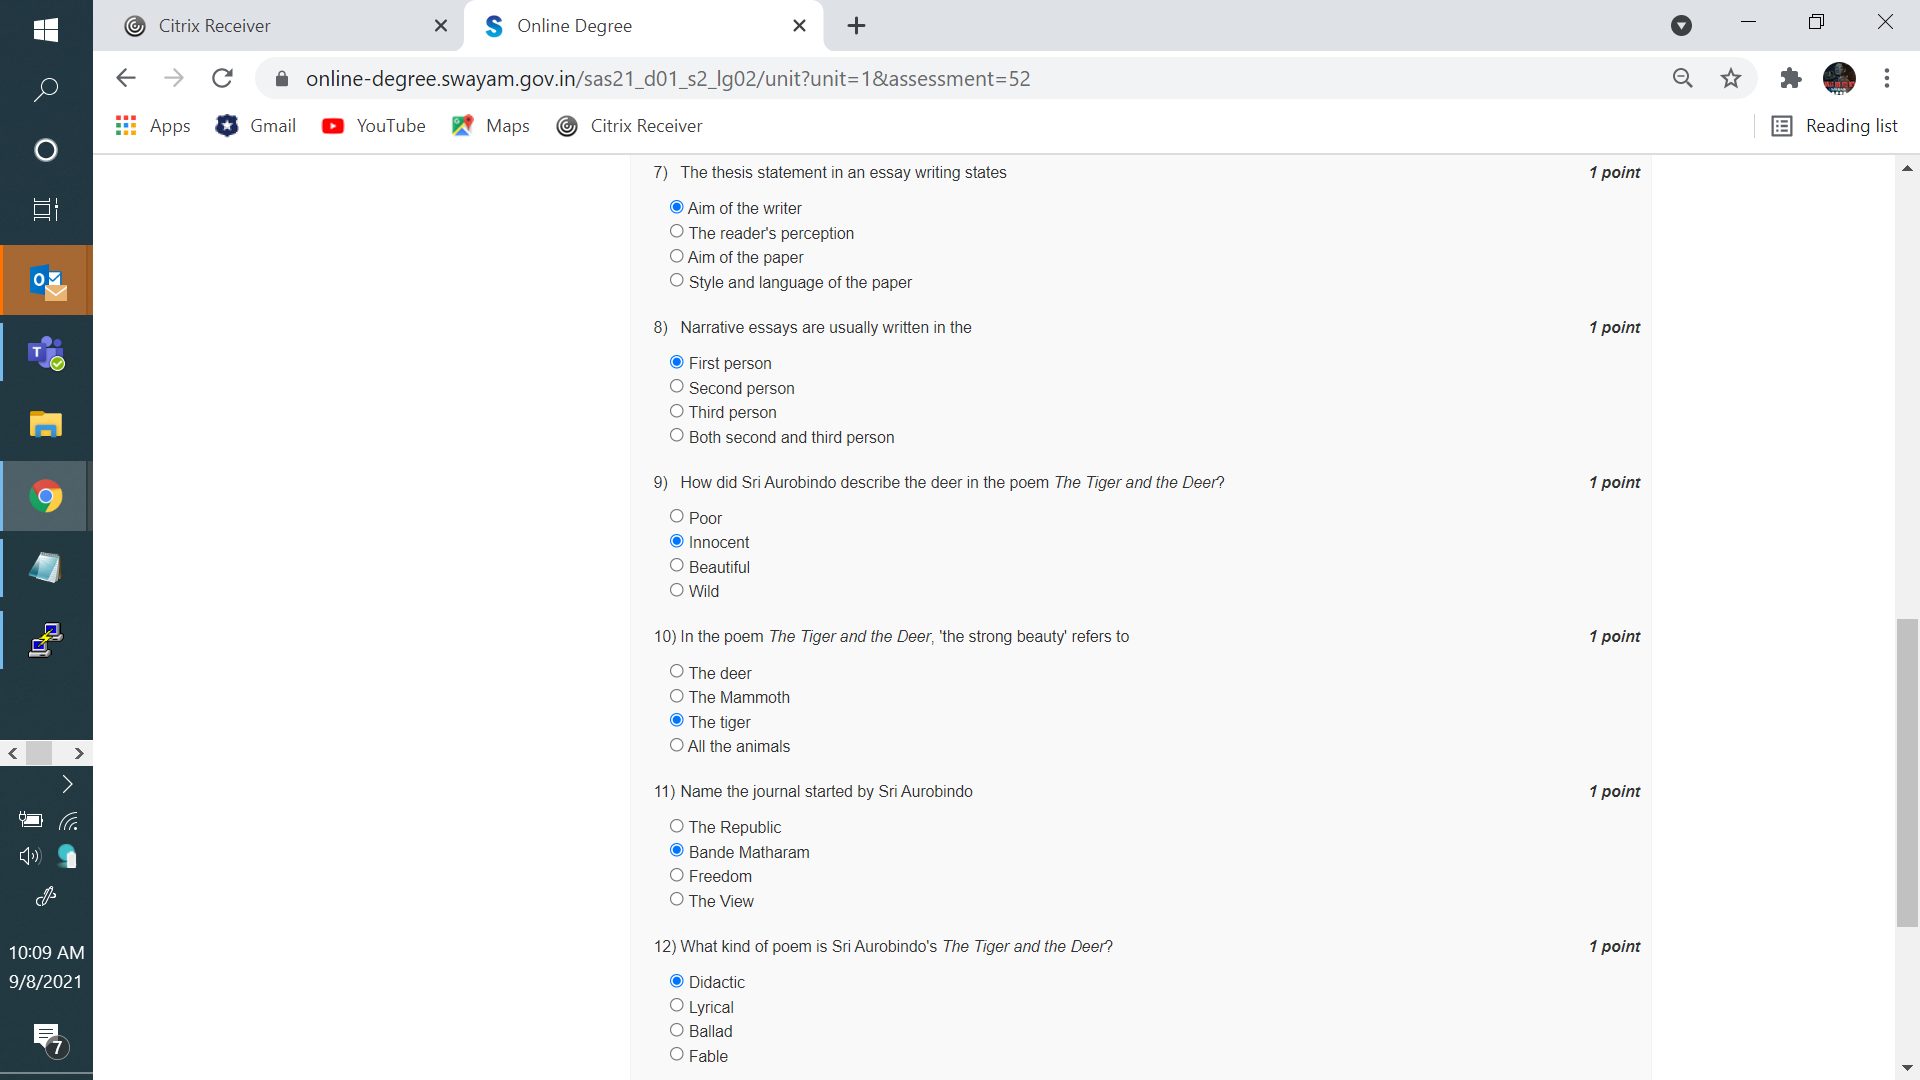 Citrix Receiver
Online Degree
online-degree.swayam.gov.in/sas21_d01_s2_lg02/unit?unit=1&assessment=52
Apps
Gmail
YouTube
Maps
Citrix Receiver
Reading list
7) The thesis statement in an essay writing states 1 point
Aim of the writer
The reader's perception
Aim of the paper
Style and language of the paper
8) Narrative essays are usually written in the 1 point
First person
Second person
Third person
Both second and third person
9) How did Sri Aurobindo describe the deer in the poem The Tiger and the Deer? 1 point
Poor
Innocent
Beautiful
Wild
10) In the poem The Tiger and the Deer, 'the strong beauty' refers to 1 point
The deer
The Mammoth
The tiger
All the animals
11) Name the journal started by Sri Aurobindo 1 point
The Republic
Bande Matharam
Freedom
The View
12) What kind of poem is Sri Aurobindo's The Tiger and the Deer? 1 point
Didactic
Lyrical
Ballad
Fable
10:09 AM
9/8/2021
7